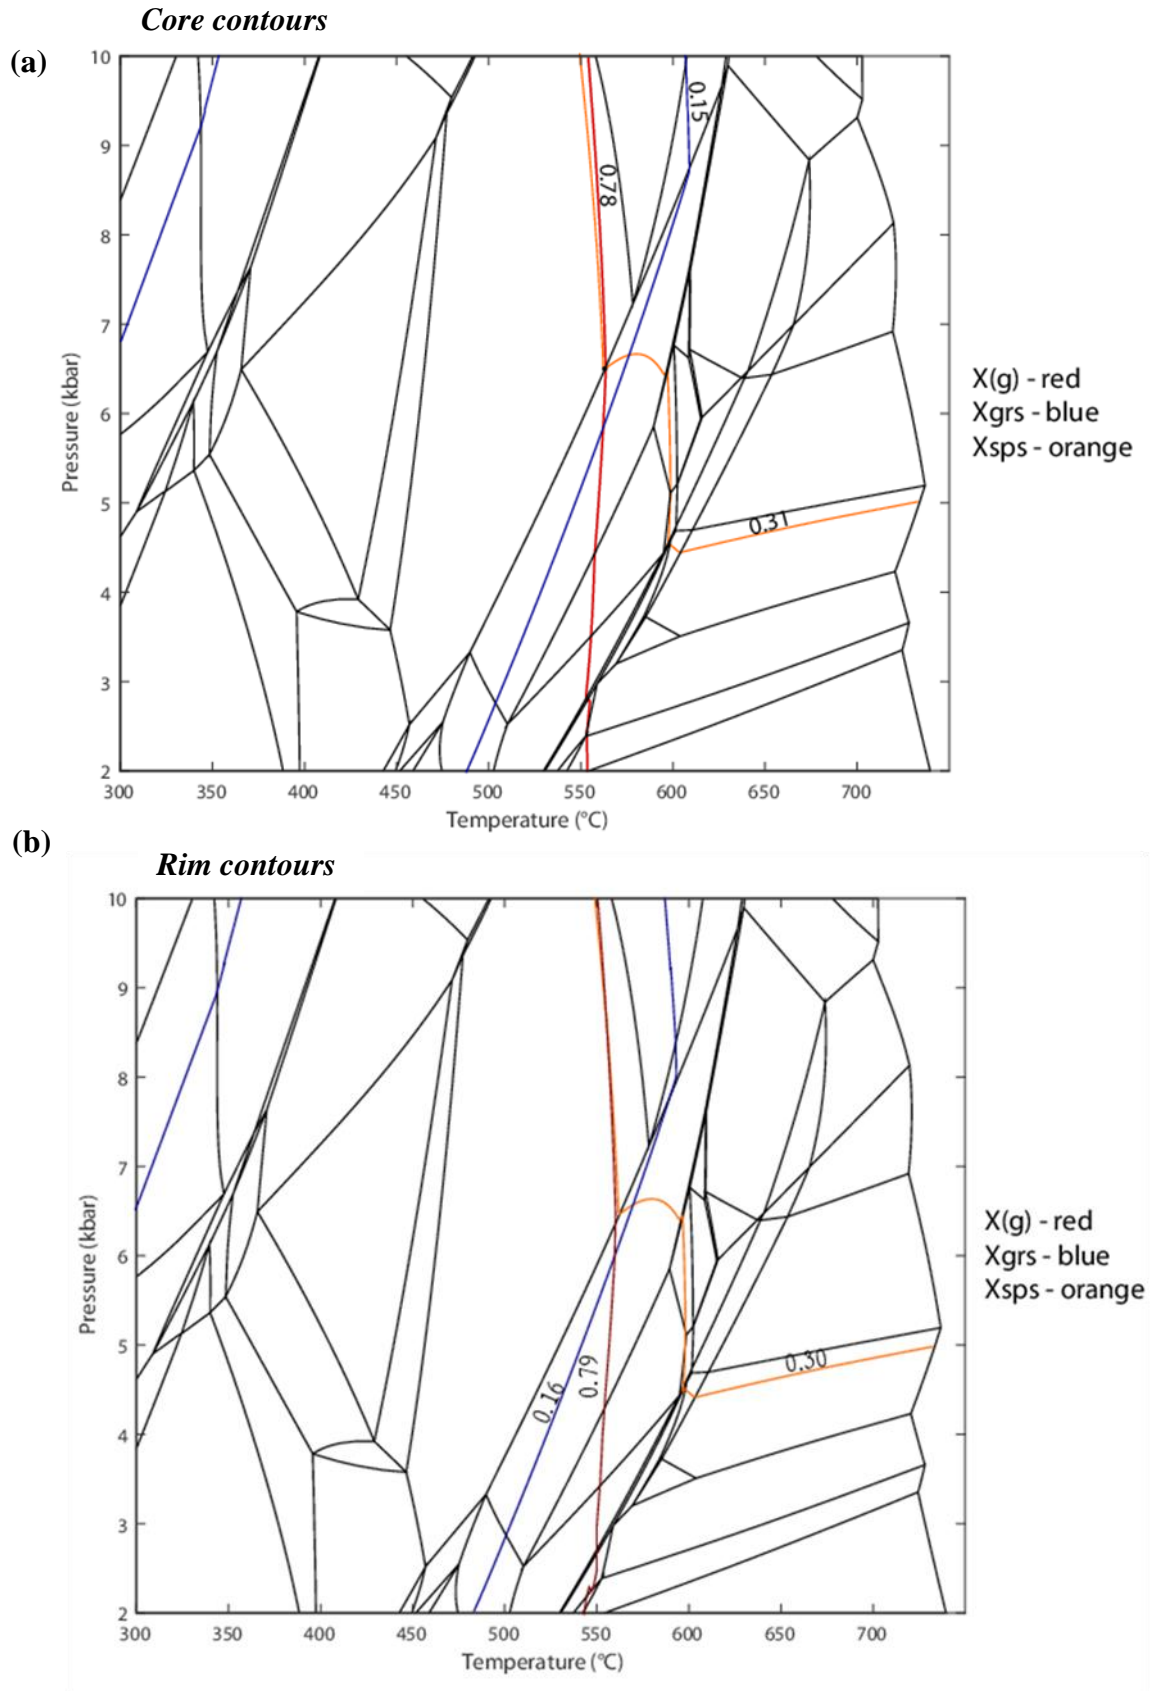 Core contours
(a)
10
9
8
7
6
5
4
3
2
Pressure (kbar)
0.15
0.78
0.31
X(g) - red
Xgrs - blue
Xsps - orange
300 350 400 450 500 550 600 650 700
Temperature (°C)
(b)
Rim contours
10
9
8
7
6
5
4
3
2
Pressure (kbar)
0.16
0.79
0.30
X(g) - red
Xgrs - blue
Xsps - orange
300 350 400 450 500 550 600 650 700
Temperature (°C)